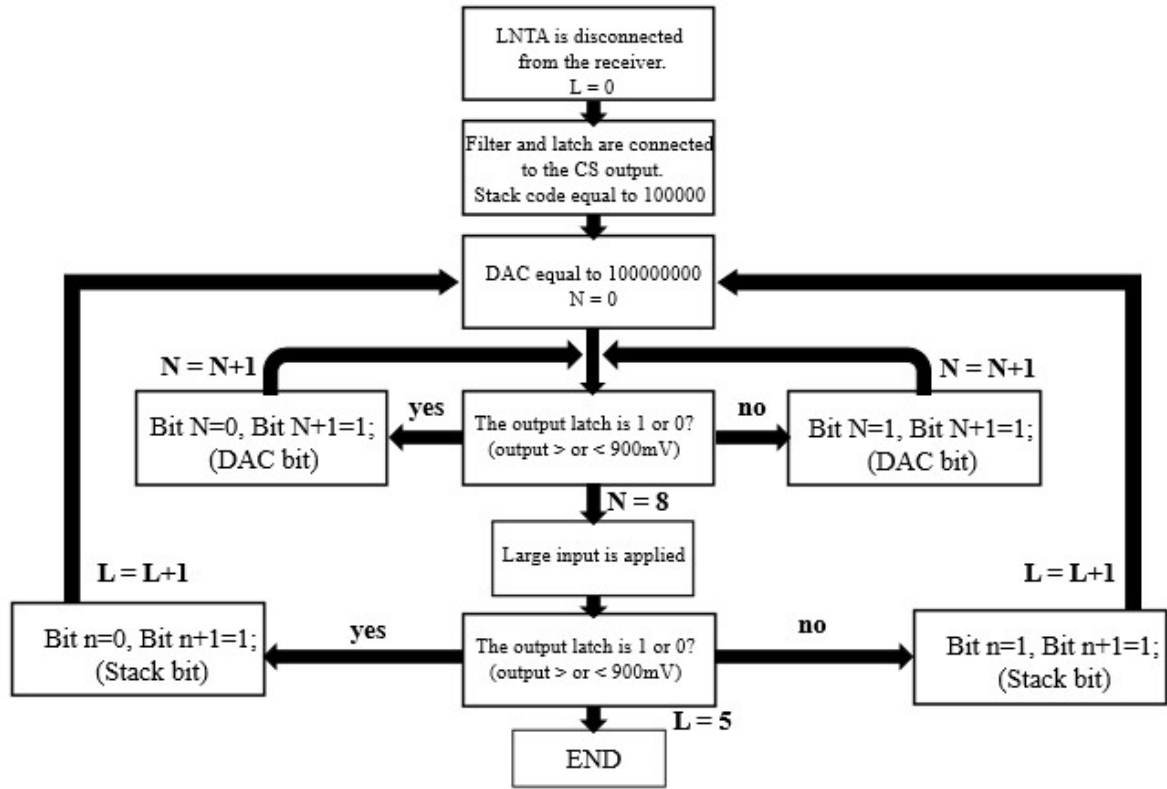 LNTA is disconnected
from the receiver.
L = 0
Filter and latch are connected
to the CS output.
Stack code equal to 100000
DAC equal to 100000000
N = 0
N = N+1
N = N+1
Bit N=0, Bit N+1=1;
(DAC bit)
yes
The output latch is 1 or 0?
(output > or < 900mV)
no
Bit N=1, Bit N+1=1;
(DAC bit)
N = 8
Large input is applied
L = L+1
L = L+1
Bit n=0, Bit n+1=1;
(Stack bit)
yes
The output latch is 1 or 0?
(output > or < 900mV)
no
Bit n=1, Bit n+1=1;
(Stack bit)
L = 5
END